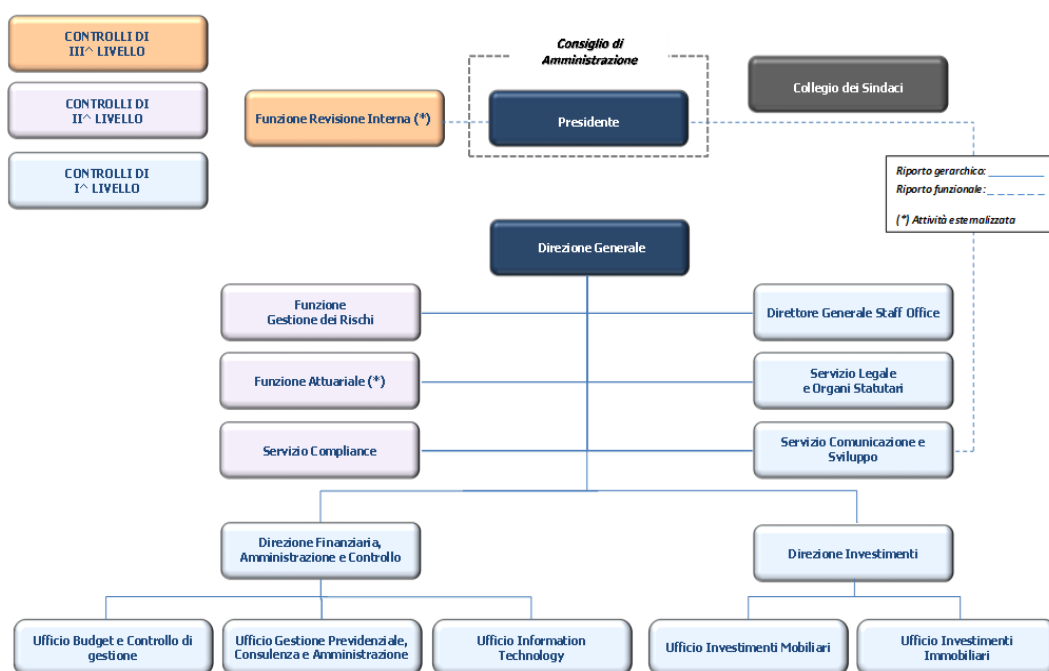 CONTROLLI DI
III^ LIVELLO
CONTROLLI DI
II^ LIVELLO
CONTROLLI DI
I^ LIVELLO
Consiglio di
Amministrazione
Funzione Revisione Interna (*)
Presidente
Collegio dei Sindaci
Riporto gerarchico:
Riporto funzionale:
(*) Attività esternalizzata
Direzione Generale
Funzione
Gestione dei Rischi
Direttore Generale Staff Office
Funzione Attuariale (*)
Servizio Legale
e Organi Statutari
Servizio Compliance
Servizio Comunicazione e
Sviluppo
Direzione Finanziaria,
Amministrazione e Controllo
Direzione Investimenti
Ufficio Budget e Controllo di
gestione
Ufficio Gestione Previdenziale,
Consulenza e Amministrazione
Ufficio Information
Technology
Ufficio Investimenti Mobiliari
Ufficio Investimenti
Immobiliari